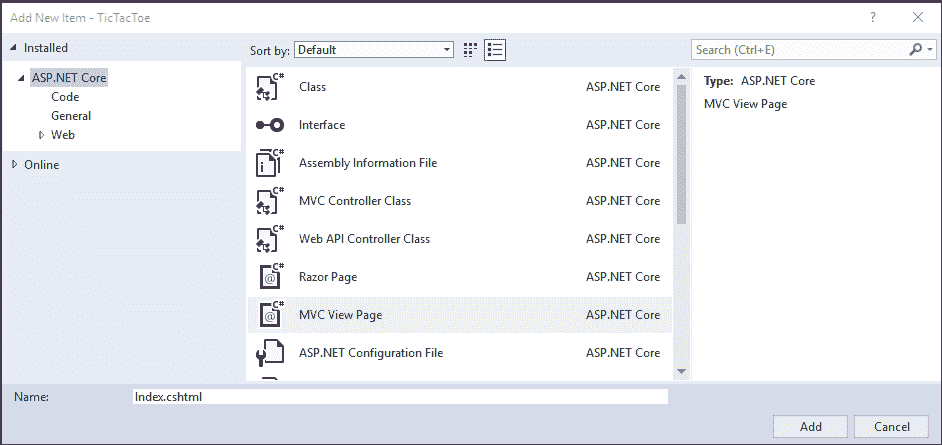 Add New Item - TicTacToe
? 
Installed
Sort by: Default
Search (Ctrl+E)
ASP.NET Core
Code
General
Web
Online
C# Class ASP.NET Core
Interface ASP.NET Core
C# Assembly Information File ASP.NET Core
C# MVC Controller Class ASP.NET Core
C# Web API Controller Class ASP.NET Core
C# @ Razor Page ASP.NET Core
C# @ MVC View Page ASP.NET Core
ASP.NET Configuration File ASP.NET Core
Type: ASP.NET Core
MVC View Page
Name: Index.cshtml
Add Cancel